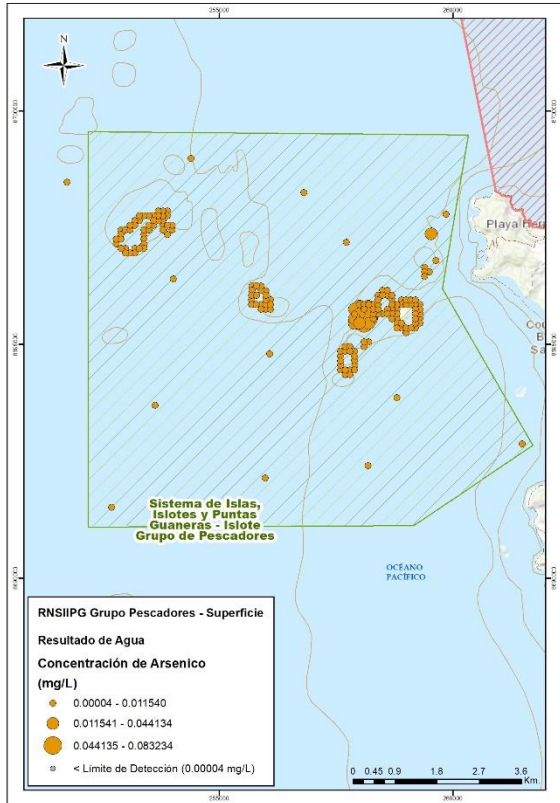 255000 260000
N
Playa Her
Cou
B
Sa
Sistema de Islas,
Islotes y Puntas
Guaneras - Islote
Grupo de Pescadores
OCÉANO
PACÍFICO
RNSIIPG Grupo Pescadores - Superficie
Resultado de Agua
Concentración de Arsenico
(mg/L)
0.00004 - 0.011540
0.011541 - 0.044134
0.044135 - 0.083234
< Límite de Detección (0.00004 mg/L)
0 0.45 0.9 1.8 2.7 3.6
Km.
255000 260000